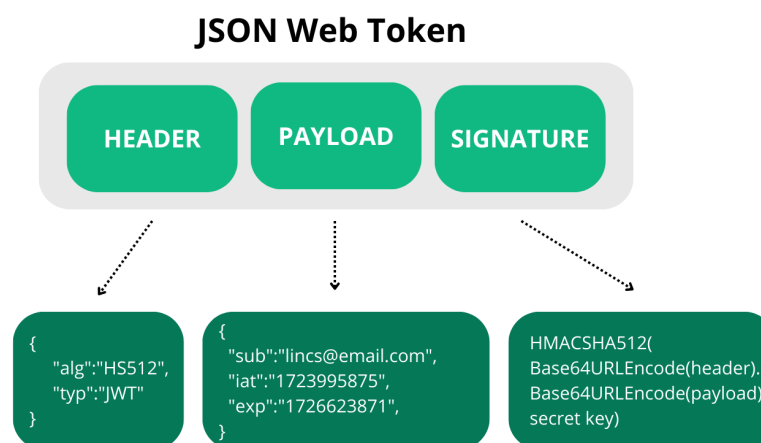 JSON Web Token
HEADER
PAYLOAD
SIGNATURE
{
"alg":"HS512",
"typ":"JWT"
}
{
"sub":"lincs@email.com",
"iat":"1723995875",
"exp":"1726623871",
}
HMACSHA512(
Base64URLEncode(header).
Base64URLEncode(payload)
secret key)